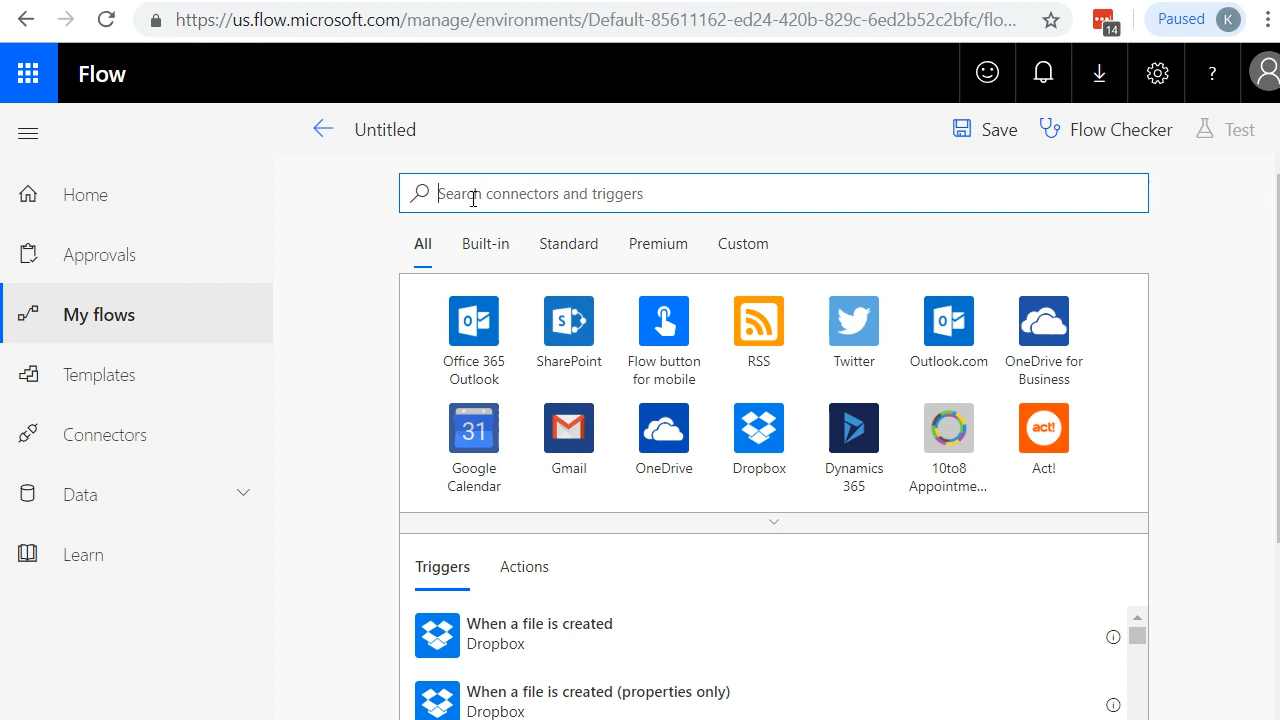 https://us.flow.microsoft.com/manage/environments/Default-85611162-ed24-420b-829c-6ed2b52c2bfc/flo...
14
Paused K
Flow
?
Untitled
Save
Flow Checker
Test
Home
Approvals
My flows
Templates
Connectors
Data
Learn
Search connectors and triggers
All Built-in Standard Premium Custom
Office 365
Outlook
SharePoint
Flow button
for mobile
RSS
Twitter
Outlook.com
OneDrive for
Business
31
Google
Calendar
Gmail
OneDrive
Dropbox
Dynamics
365
10to8
Appointme...
act!
Act!
Triggers Actions
When a file is created
Dropbox
When a file is created (properties only)
Dropbox